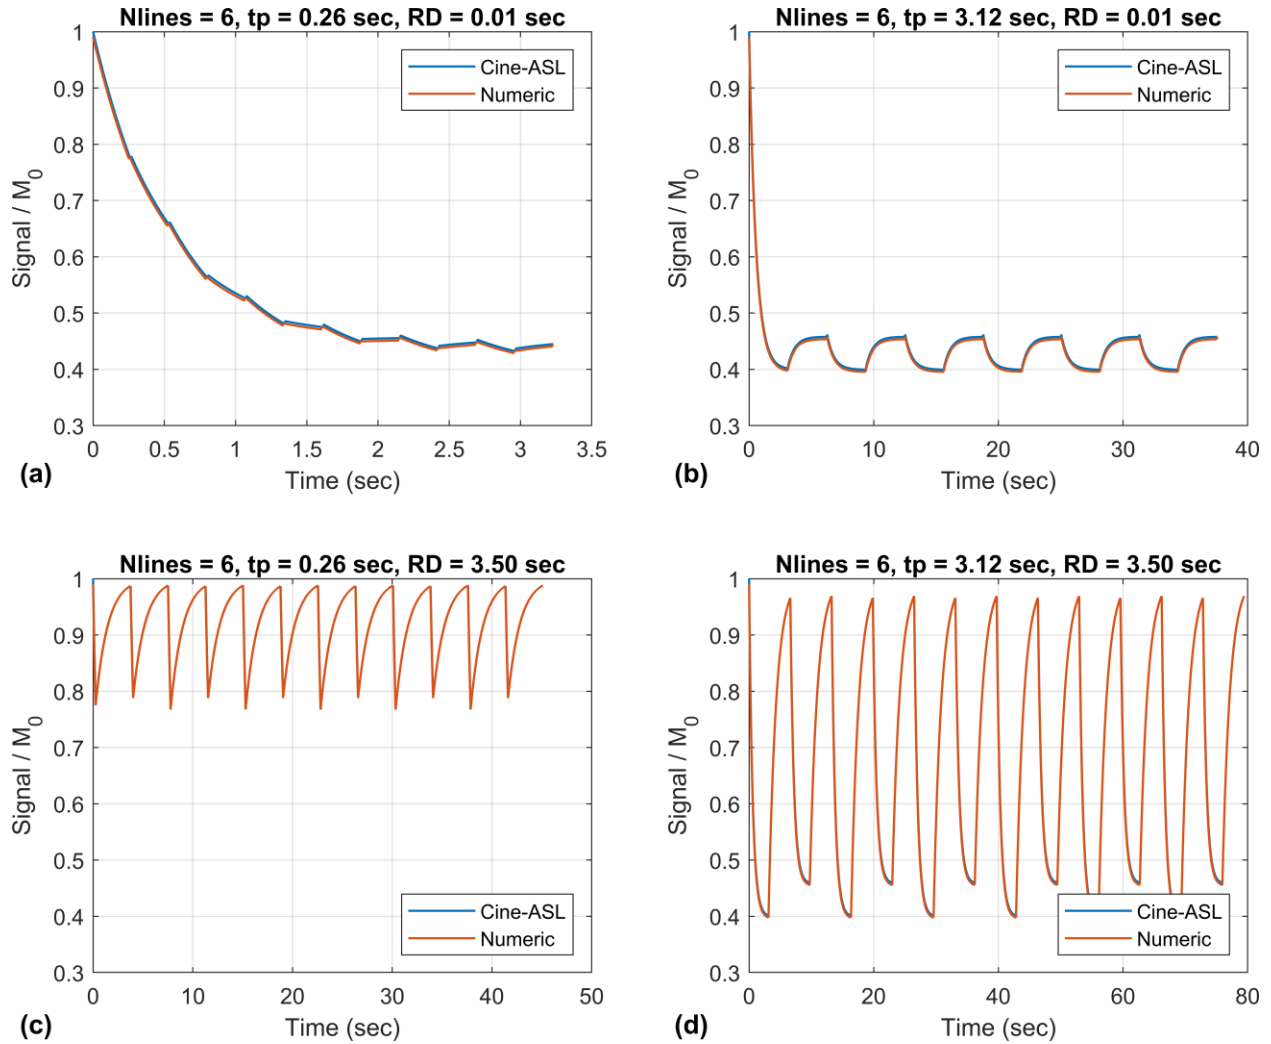 Nlines = 6, tp = 0.26 sec, RD = 0.01 sec
1
0.9
0.8
0.7
0.6
0.5
0.4
0.3
Signal / M0
Cine-ASL
Numeric
0 0.5 1 1.5 2 2.5 3 3.5
Time (sec)
(a)
Nlines = 6, tp = 3.12 sec, RD = 0.01 sec
1
0.9
0.8
0.7
0.6
0.5
0.4
0.3
Signal / M0
Cine-ASL
Numeric
0 10 20 30 40
Time (sec)
(b)
Nlines = 6, tp = 0.26 sec, RD = 3.50 sec
1
0.9
0.8
0.7
0.6
0.5
0.4
0.3
Signal / M0
Cine-ASL
Numeric
0 10 20 30 40 50
Time (sec)
(c)
Nlines = 6, tp = 3.12 sec, RD = 3.50 sec
1
0.9
0.8
0.7
0.6
0.5
0.4
0.3
Signal / M0
Cine-ASL
Numeric
0 20 40 60 80
Time (sec)
(d)